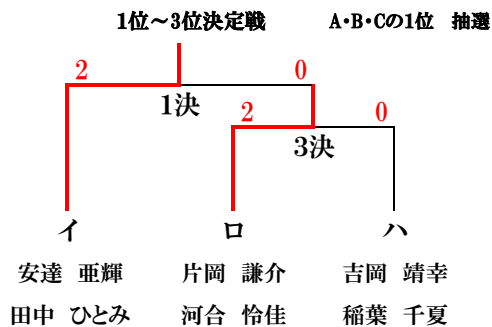 1位～3位決定戦 A・B・Cの1位 抽選
2 0
1決
2 0
3決
イ ロ ハ
安達 亜輝 片岡 謙介 吉岡 靖幸
田中 ひとみ 河合 怜佳 稲葉 千夏